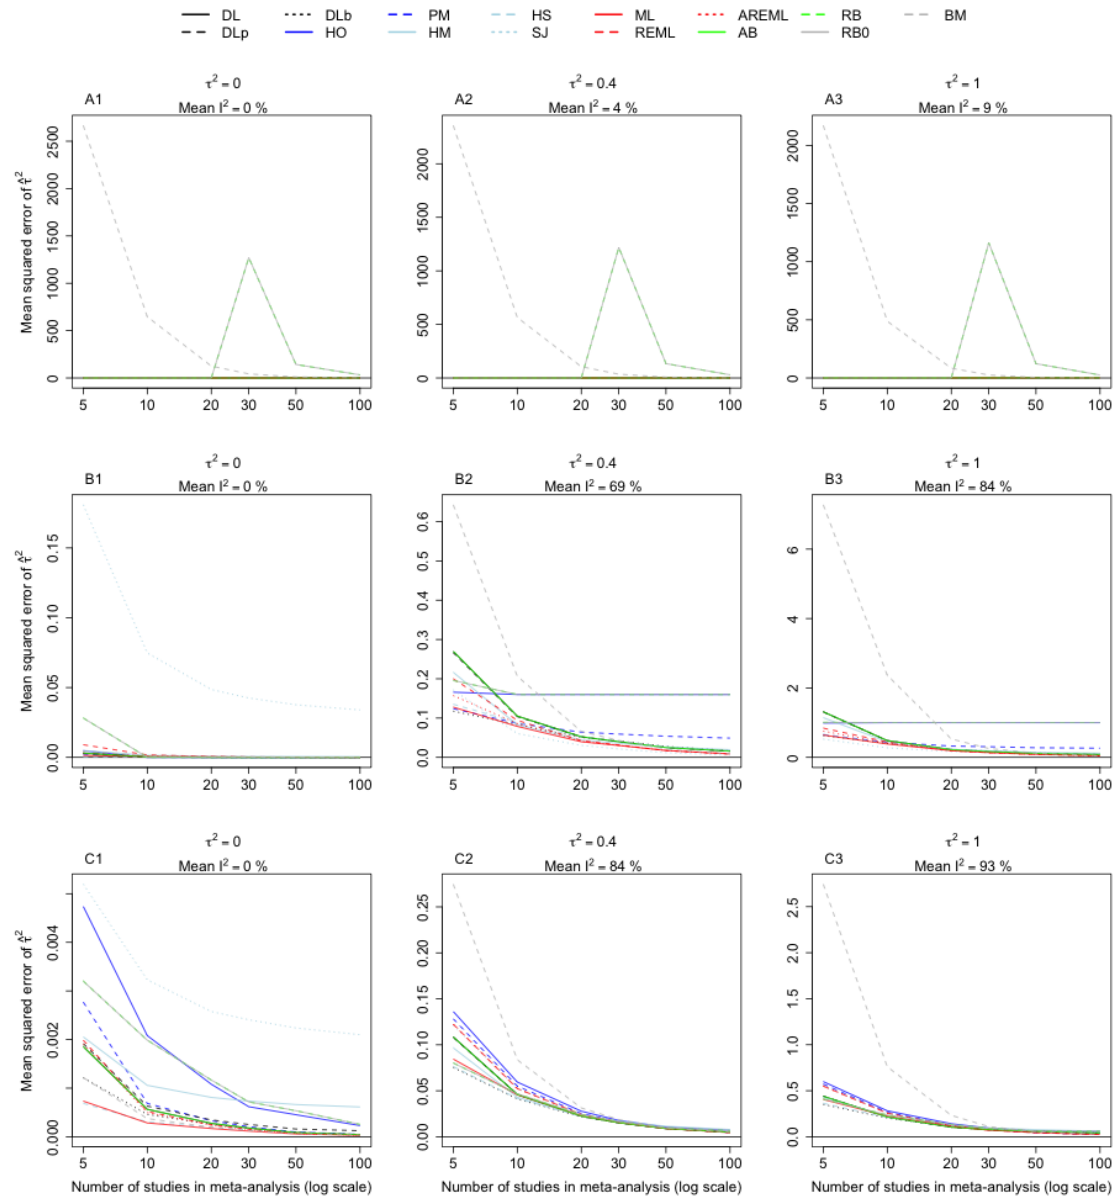 DL DLb PM HS ML AREML RB BM
DLp HO HM SJ REML AB RB0
A1 τ² = 0
Mean I² = 0 %
A2 τ² = 0.4
Mean I² = 4 %
A3 τ² = 1
Mean I² = 9 %
Mean squared error of τ̂²
0 500 1000 1500 2000 2500
5 10 20 30 50 100
0 500 1000 1500 2000
5 10 20 30 50 100
0 500 1000 1500 2000
5 10 20 30 50 100
B1 τ² = 0
Mean I² = 0 %
B2 τ² = 0.4
Mean I² = 69 %
B3 τ² = 1
Mean I² = 84 %
Mean squared error of τ̂²
0.00 0.05 0.10 0.15
5 10 20 30 50 100
0.0 0.1 0.2 0.3 0.4 0.5 0.6
5 10 20 30 50 100
0 2 4 6
5 10 20 30 50 100
C1 τ² = 0
Mean I² = 0 %
C2 τ² = 0.4
Mean I² = 84 %
C3 τ² = 1
Mean I² = 93 %
Mean squared error of τ̂²
0.000 0.002 0.004
5 10 20 30 50 100
0.00 0.05 0.10 0.15 0.20 0.25
5 10 20 30 50 100
0.0 0.5 1.0 1.5 2.0 2.5
5 10 20 30 50 100
Number of studies in meta-analysis (log scale)
Number of studies in meta-analysis (log scale)
Number of studies in meta-analysis (log scale)